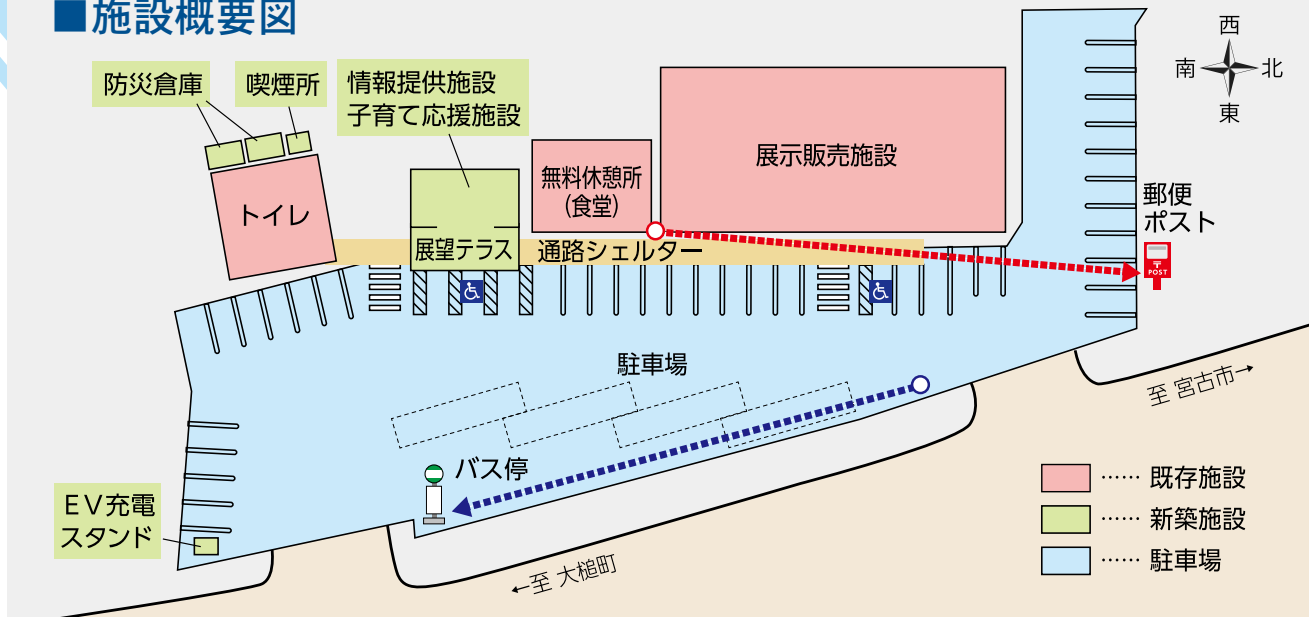 ■施設概要図
西
南
北
東
防災倉庫
喫煙所
情報提供施設
子育て応援施設
展示販売施設
無料休憩所
(食堂)
トイレ
展望テラス
通路シェルター
郵便
ポスト
〒
POST
駐車場
至 宮古市→
バス停
EV充電
スタンド
←至 大槌町
……既存施設
……新築施設
……駐車場